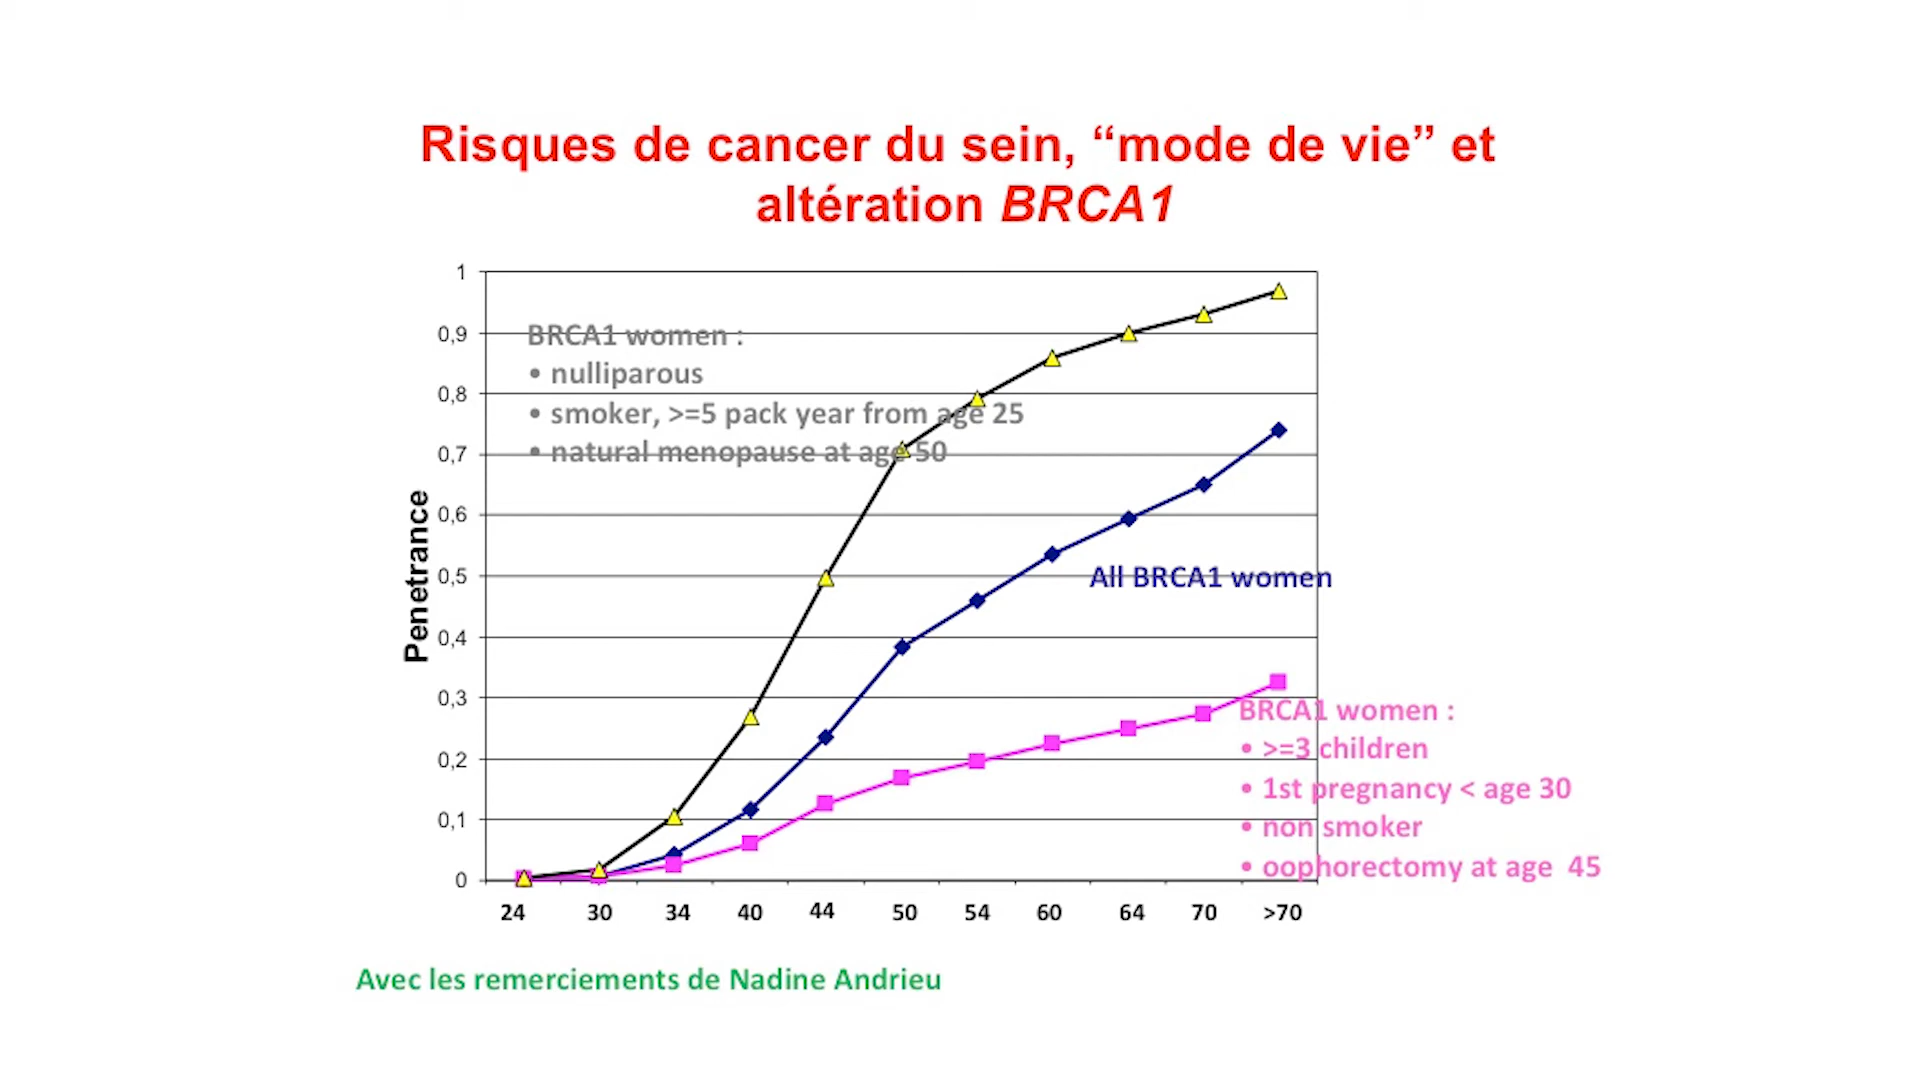 Risques de cancer du sein, “mode de vie” et
altération BRCA1
Penetrance
1
0,9
0,8
0,7
0,6
0,5
0,4
0,3
0,2
0,1
0
BRCA1 women :
• nulliparous
• smoker, >=5 pack year from age 25
• natural menopause at age 50
All BRCA1 women
BRCA1 women :
• >=3 children
• 1st pregnancy < age 30
• non smoker
• oophorectomy at age 45
24 30 34 40 44 50 54 60 64 70 >70
Avec les remerciements de Nadine Andrieu